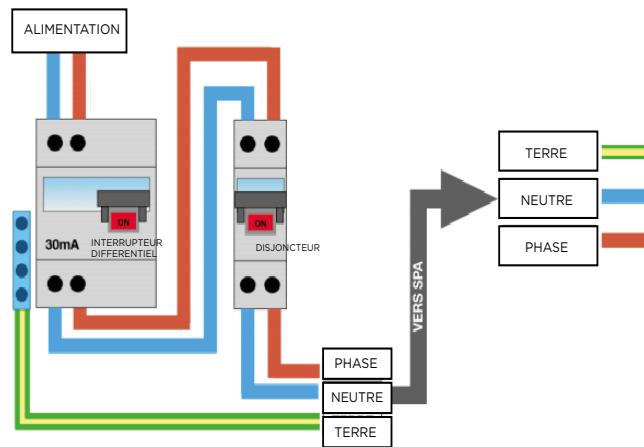 ALIMENTATION
TERRE
NEUTRE
PHASE
ON
30mA
INTERRUPTEUR
DIFFERENTIEL
ON
DISJONCTEUR
VERS SPA
PHASE
NEUTRE
TERRE